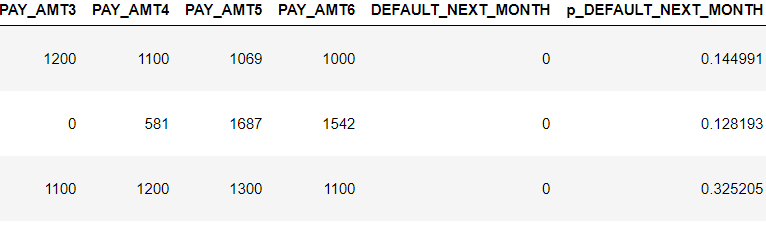 PAY_AMT3 PAY_AMT4 PAY_AMT5 PAY_AMT6 DEFAULT_NEXT_MONTH p_DEFAULT_NEXT_MONTH
1200 1100 1069 1000 0 0.144991
0 581 1687 1542 0 0.128193
1100 1200 1300 1100 0 0.325205